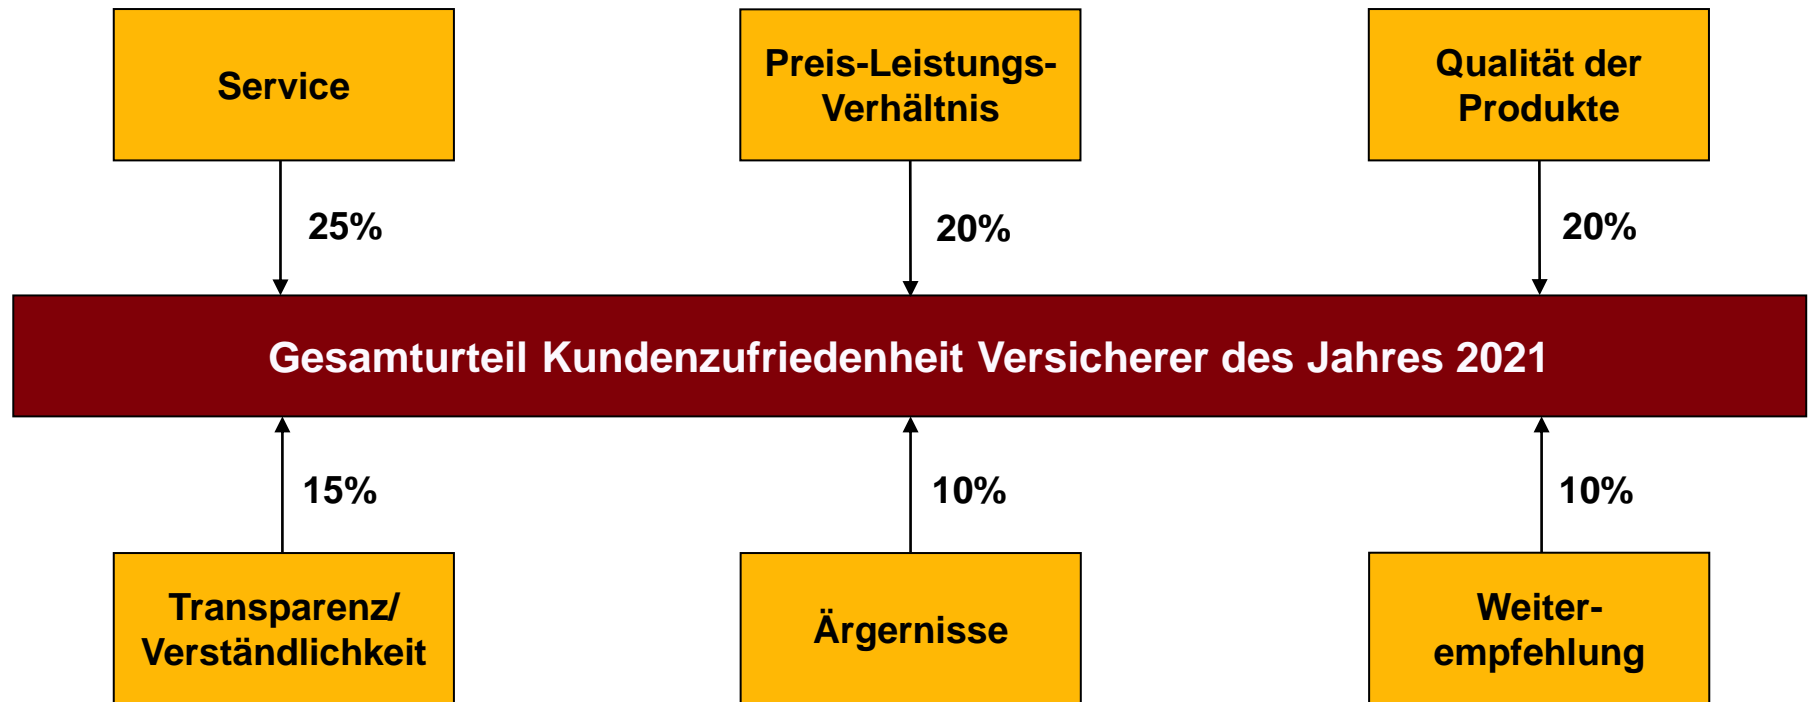 Service
Preis-Leistungs-
Verhältnis
Qualität der
Produkte
25%
20%
20%
Gesamturteil Kundenzufriedenheit Versicherer des Jahres 2021
15%
10%
10%
Transparenz/
Verständlichkeit
Ärgernisse
Weiter-
empfehlung